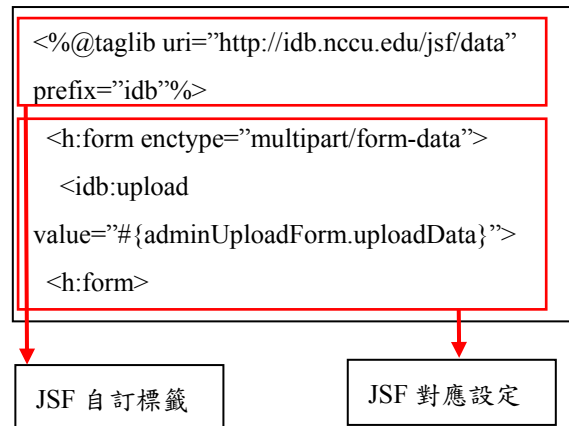 <%@taglib uri=”http://idb.nccu.edu/jsf/data”
prefix=”idb”%>
<h:form enctype=”multipart/form-data”>
<idb:upload
value=”#{adminUploadForm.uploadData}”>
<h:form>
JSF 自訂標籤
JSF 對應設定